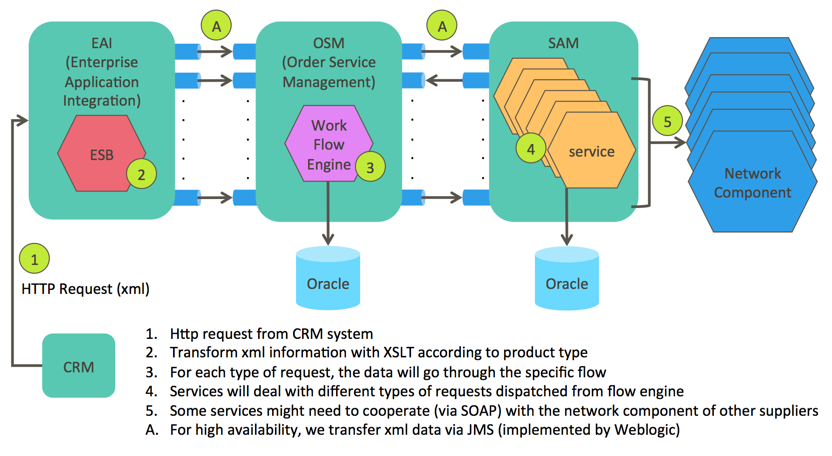 A
A
EAI
(Enterprise
Application
Integration)
OSM
(Order Service
Management)
SAM
ESB
2
Work
Flow
Engine
3
4
service
5
Network
Component
1
HTTP Request (xml)
Oracle
Oracle
CRM
1. Http request from CRM system
2. Transform xml information with XSLT according to product type
3. For each type of request, the data will go through the specific flow
4. Services will deal with different types of requests dispatched from flow engine
5. Some services might need to cooperate (via SOAP) with the network component of other suppliers
A. For high availability, we transfer xml data via JMS (implemented by Weblogic)